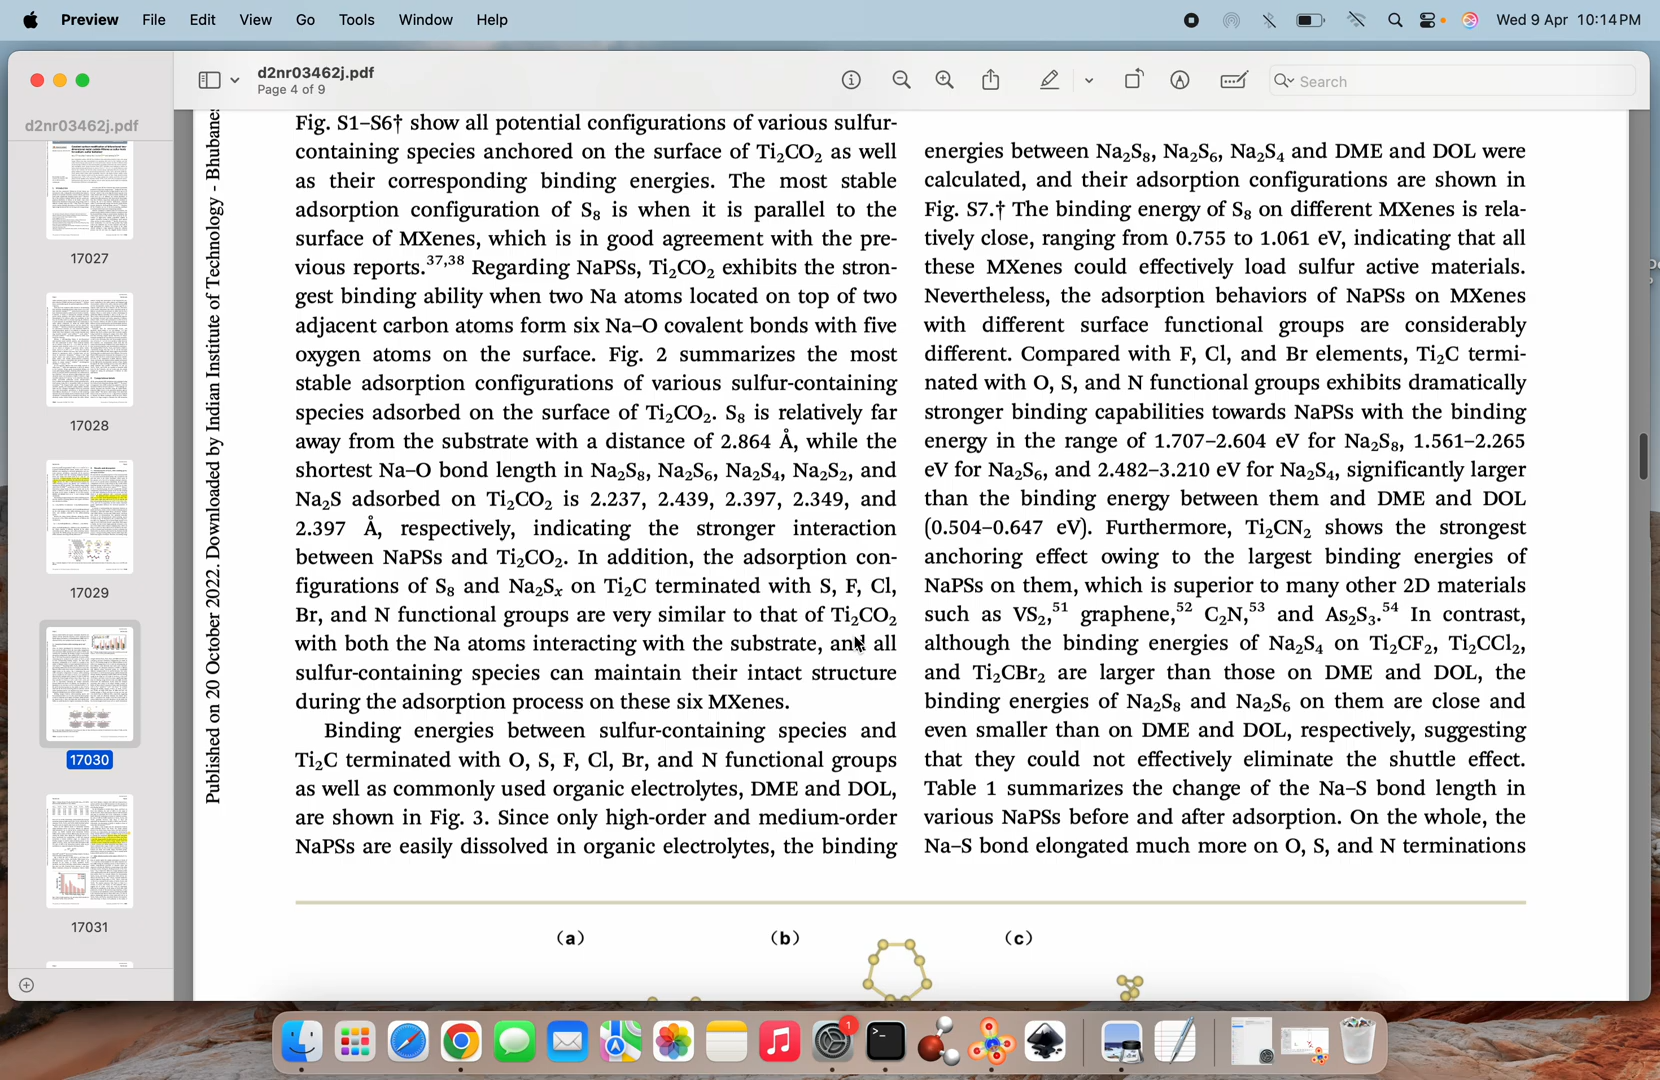 Preview File Edit View Go Tools Window Help
Wed 9 Apr 10:14 PM
d2nr03462j.pdf
Page 4 of 9
Search
d2nr03462j.pdf
17027
17028
17029
17030
17031
Published on 20 October 2022. Downloaded by Indian Institute of Technology - Bhubanes
Fig. S1–S6† show all potential configurations of various sulfur-
containing species anchored on the surface of Ti₂CO₂ as well
as their corresponding binding energies. The most stable
adsorption configuration of S₈ is when it is parallel to the
surface of MXenes, which is in good agreement with the pre-
vious reports.³⁷,³⁸ Regarding NaPSs, Ti₂CO₂ exhibits the stron-
gest binding ability when two Na atoms located on top of two
adjacent carbon atoms form six Na–O covalent bonds with five
oxygen atoms on the surface. Fig. 2 summarizes the most
stable adsorption configurations of various sulfur-containing
species adsorbed on the surface of Ti₂CO₂. S₈ is relatively far
away from the substrate with a distance of 2.864 Å, while the
shortest Na–O bond length in Na₂S₈, Na₂S₆, Na₂S₄, Na₂S₂, and
Na₂S adsorbed on Ti₂CO₂ is 2.237, 2.439, 2.397, 2.349, and
2.397 Å, respectively, indicating the stronger interaction
between NaPSs and Ti₂CO₂. In addition, the adsorption con-
figurations of S₈ and Na₂Sₓ on Ti₂C terminated with S, F, Cl,
Br, and N functional groups are very similar to that of Ti₂CO₂
with both the Na atoms interacting with the substrate, and all
sulfur-containing species can maintain their intact structure
during the adsorption process on these six MXenes.
Binding energies between sulfur-containing species and
Ti₂C terminated with O, S, F, Cl, Br, and N functional groups
as well as commonly used organic electrolytes, DME and DOL,
are shown in Fig. 3. Since only high-order and medium-order
NaPSs are easily dissolved in organic electrolytes, the binding
energies between Na₂S₈, Na₂S₆, Na₂S₄ and DME and DOL were
calculated, and their adsorption configurations are shown in
Fig. S7.† The binding energy of S₈ on different MXenes is rela-
tively close, ranging from 0.755 to 1.061 eV, indicating that all
these MXenes could effectively load sulfur active materials.
Nevertheless, the adsorption behaviors of NaPSs on MXenes
with different surface functional groups are considerably
different. Compared with F, Cl, and Br elements, Ti₂C termi-
nated with O, S, and N functional groups exhibits dramatically
stronger binding capabilities towards NaPSs with the binding
energy in the range of 1.707–2.604 eV for Na₂S₈, 1.561–2.265
eV for Na₂S₆, and 2.482–3.210 eV for Na₂S₄, significantly larger
than the binding energy between them and DME and DOL
(0.504–0.647 eV). Furthermore, Ti₂CN₂ shows the strongest
anchoring effect owing to the largest binding energies of
NaPSs on them, which is superior to many other 2D materials
such as VS₂,⁵¹ graphene,⁵² C₂N,⁵³ and As₂S₃.⁵⁴ In contrast,
although the binding energies of Na₂S₄ on Ti₂CF₂, Ti₂CCl₂,
and Ti₂CBr₂ are larger than those on DME and DOL, the
binding energies of Na₂S₈ and Na₂S₆ on them are close and
even smaller than on DME and DOL, respectively, suggesting
that they could not effectively eliminate the shuttle effect.
Table 1 summarizes the change of the Na–S bond length in
various NaPSs before and after adsorption. On the whole, the
Na–S bond elongated much more on O, S, and N terminations
(a) (b) (c)
1